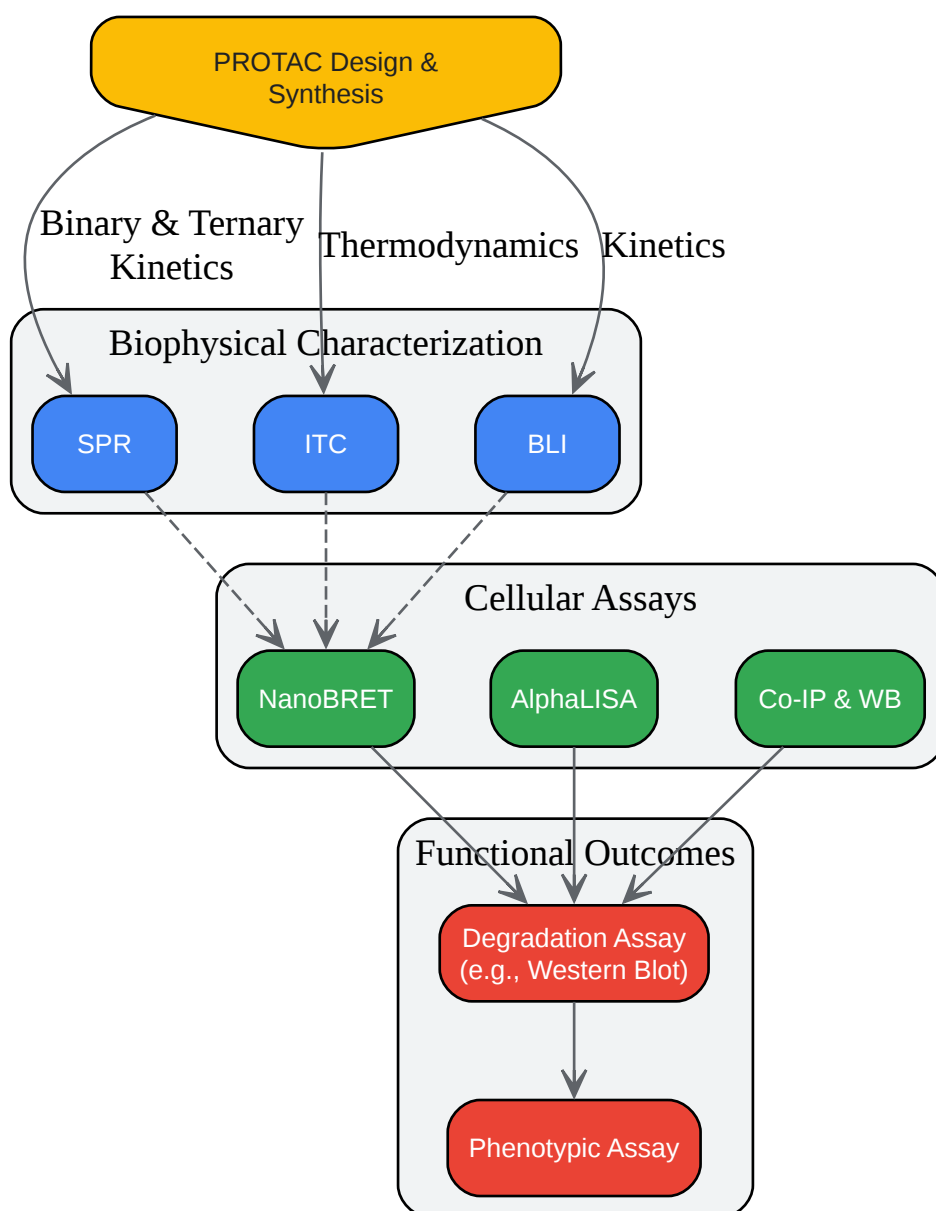 PROTAC Design &
Synthesis
Binary & Ternary
Kinetics
Thermodynamics
Kinetics
Biophysical Characterization
SPR
ITC
BLI
Cellular Assays
NanoBRET
AlphaLISA
Co-IP & WB
Functional Outcomes
Degradation Assay
(e.g., Western Blot)
Phenotypic Assay